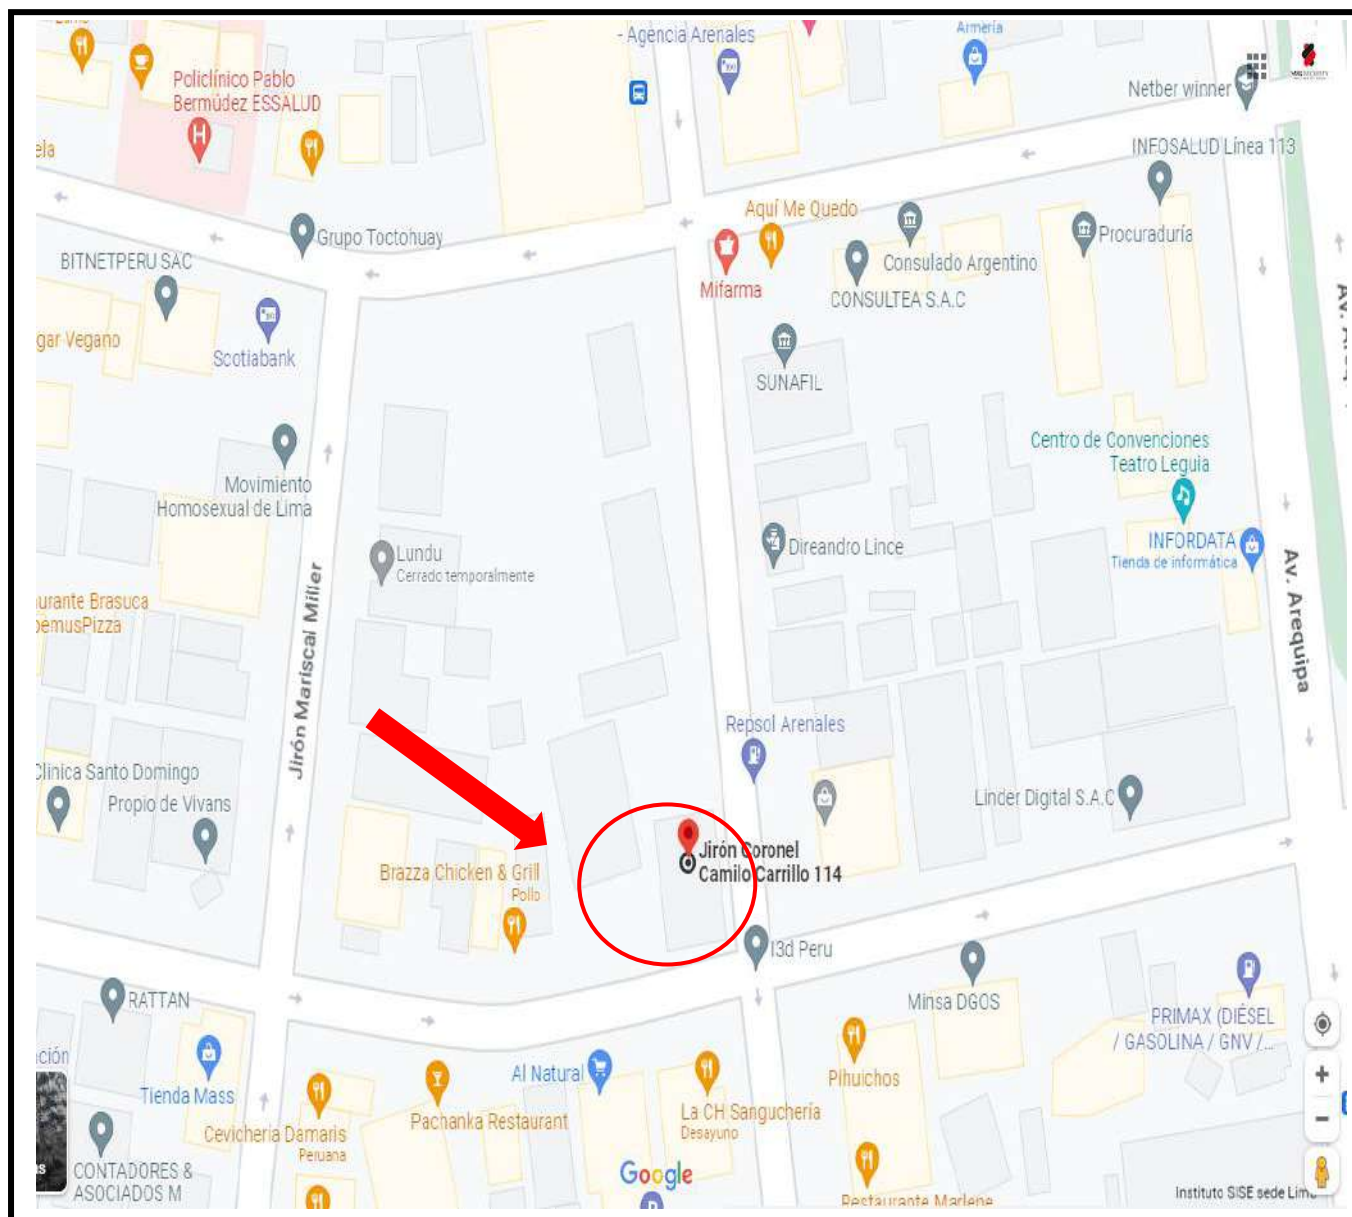 - Agencia Arenales
Armería
Policlínico Pablo
Bermúdez ESSALUD
Netber winner
INFOSALUD Línea 113
ela
Aquí Me Quedo
Grupo Toctohuay
Procuraduría
BITNETPERU SAC
Consulado Argentino
Mifarma
CONSULTEA S.A.C
gar Vegano
Scotiabank
SUNAFIL
Centro de Convenciones
Teatro Leguia
Movimiento
Homosexual de Lima
Lundu
Cerrado temporalmente
Direandro Lince
INFORDATA
Tienda de informática
Av. Arequipa
Jirón Mariscal Miller
urante Brasuca
oemusPizza
Repsol Arenales
Clinica Santo Domingo
Propio de Vivans
Linder Digital S.A.C
Jirón Coronel
Camilo Carrillo 114
Brazza Chicken & Grill
Pollo
I3d Peru
RATTAN
Minsa DGOS
PRIMAX (DIÉSEL
/ GASOLINA / GNV /...
ción
Tienda Mass
Al Natural
Pihuichos
Pachanka Restaurant
La CH Sanguchería
Desayuno
Cevicheria Damaris
Peruana
CONTADORES &
ASOCIADOS M
Google
Restaurante Marlene
Instituto SISE sede Lima